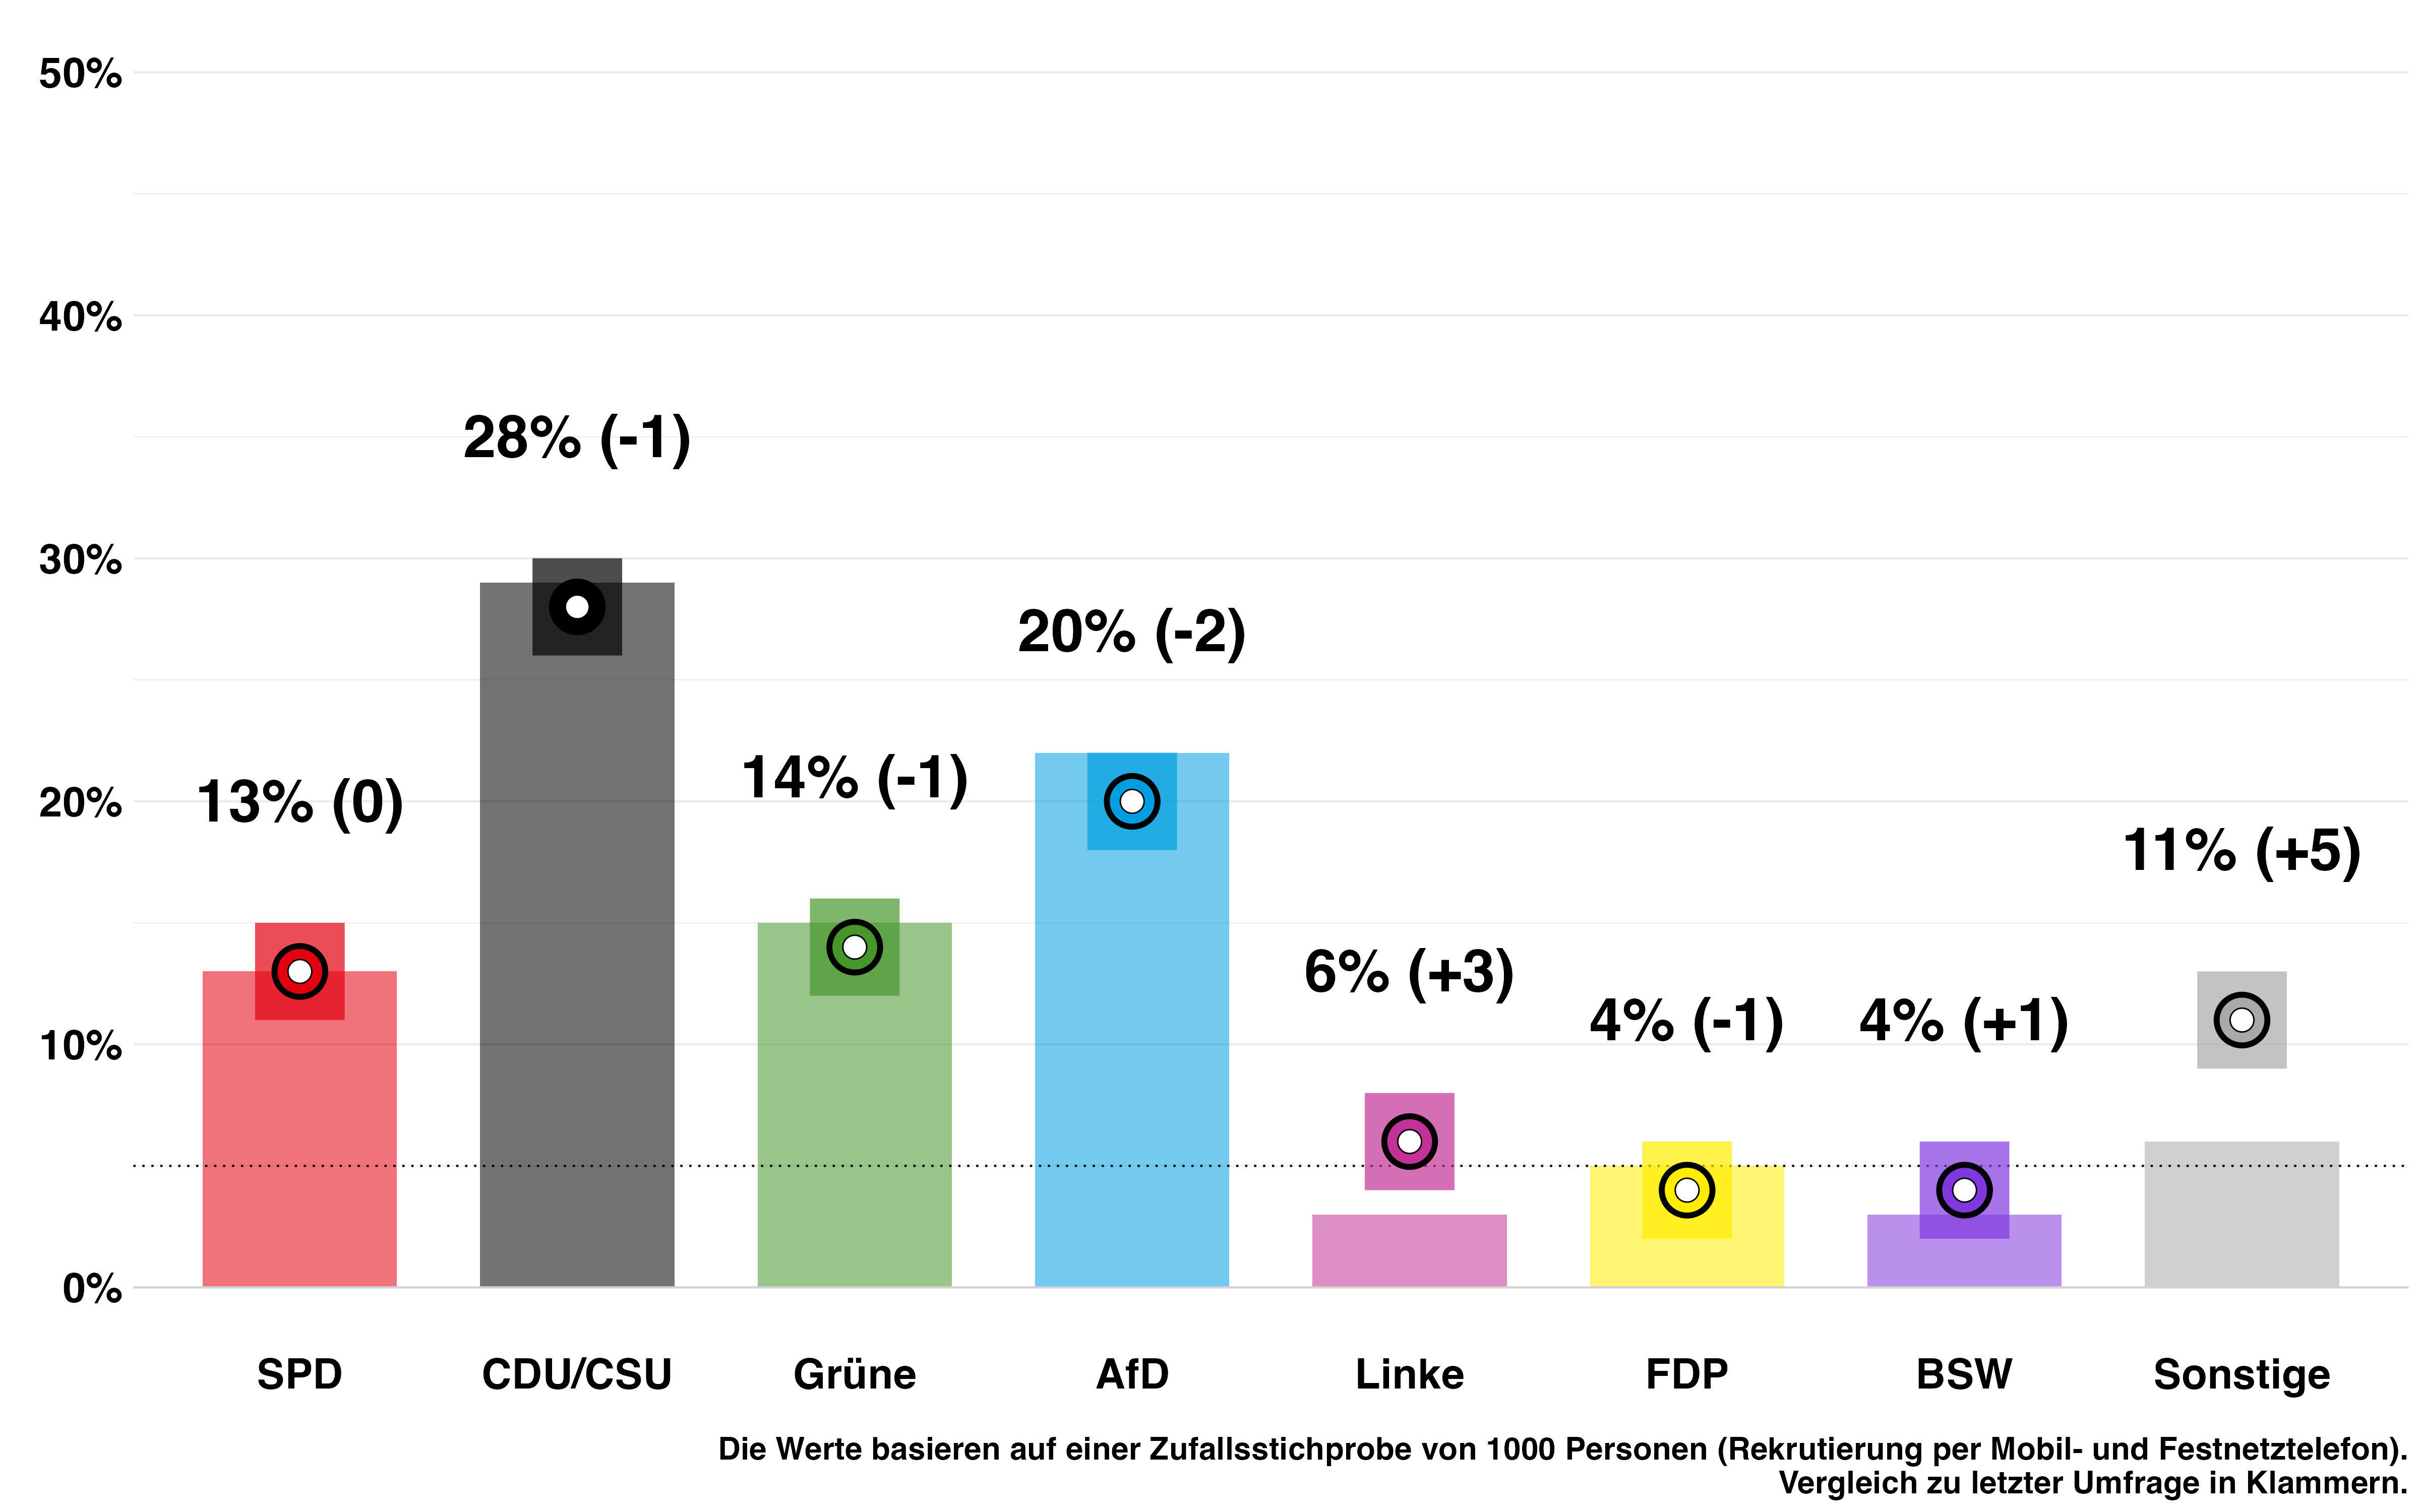 50%
40%
30%
20%
10%
0%
13% (0)
28% (-1)
14% (-1)
20% (-2)
6% (+3)
4% (-1)
4% (+1)
11% (+5)
SPD
CDU/CSU
Grüne
AfD
Linke
FDP
BSW
Sonstige
Die Werte basieren auf einer Zufallsstichprobe von 1000 Personen (Rekrutierung per Mobil- und Festnetztelefon).
Vergleich zu letzter Umfrage in Klammern.